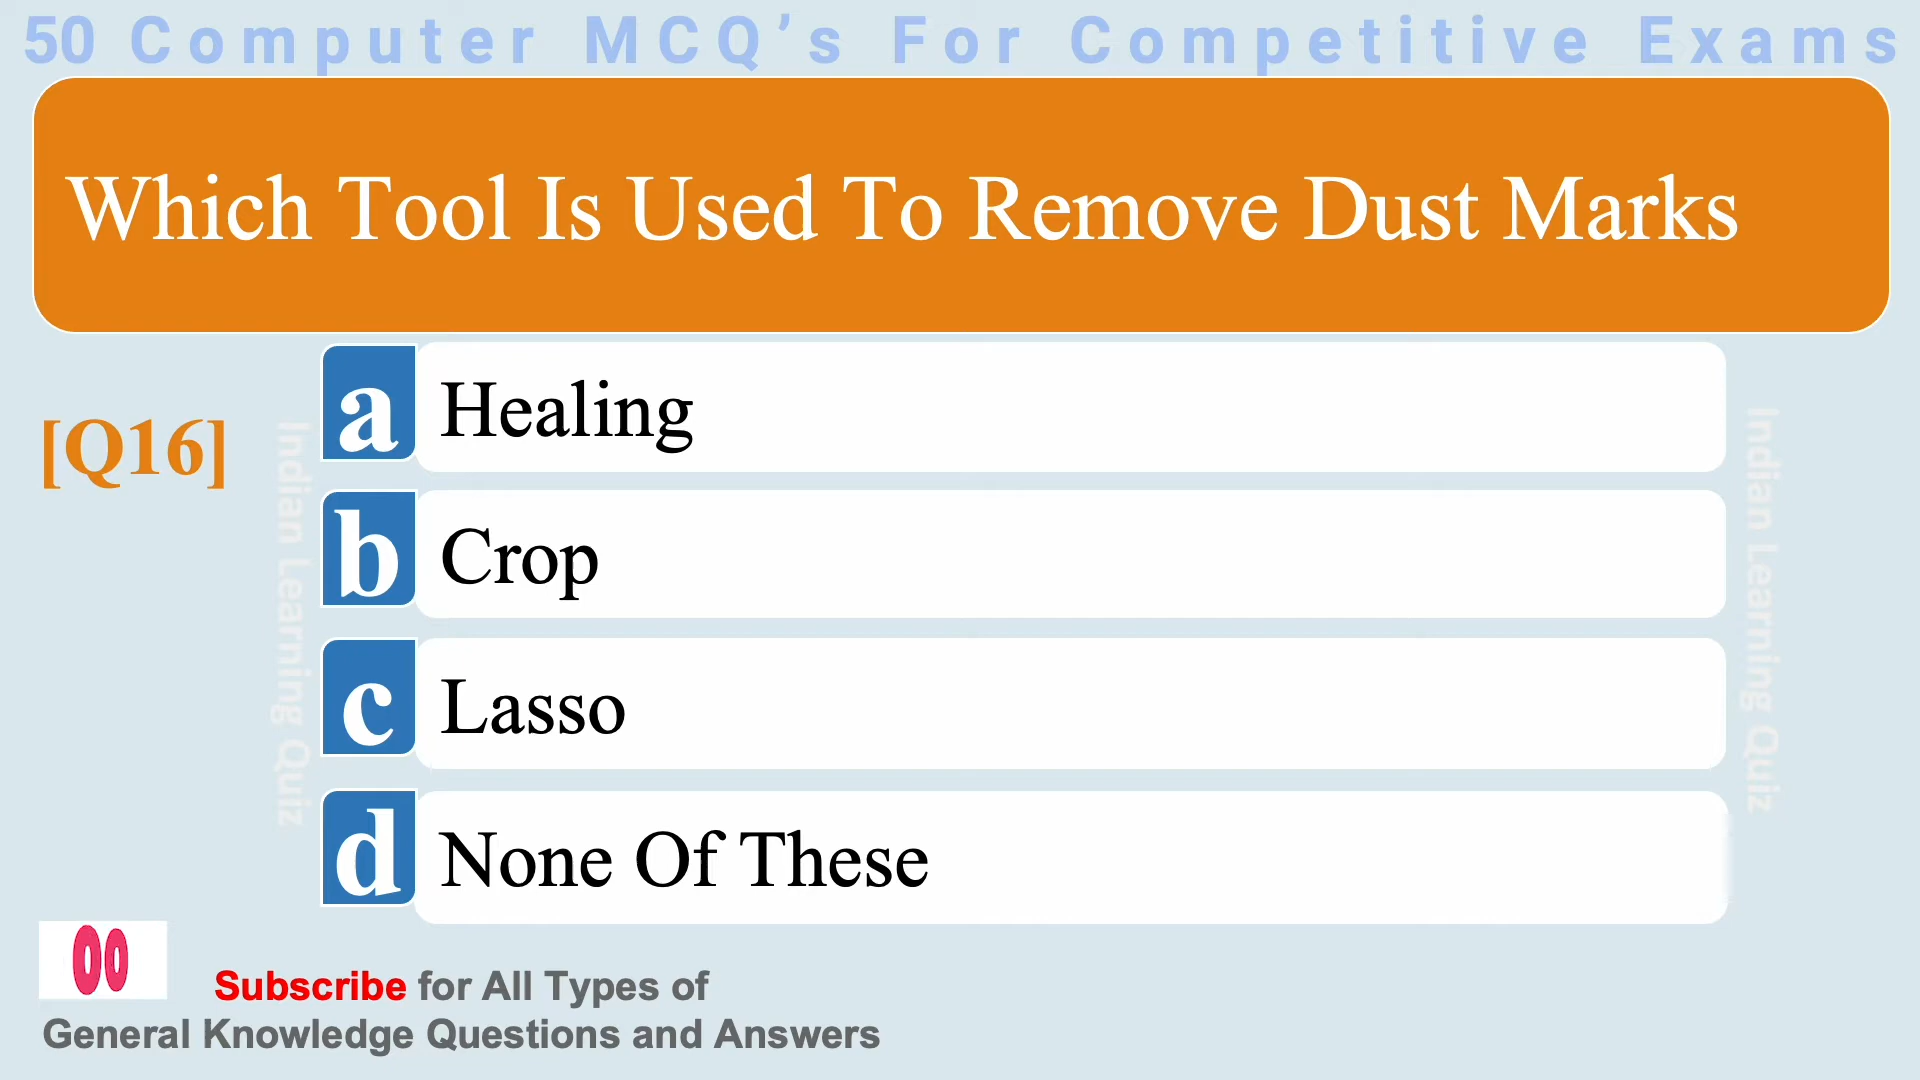 50 Computer MCQ’s For Competitive Exams
Which Tool Is Used To Remove Dust Marks
[Q16]
a Healing
b Crop
c Lasso
d None Of These
Indian Learning Quiz
Indian Learning Quiz
00
Subscribe for All Types of
General Knowledge Questions and Answers